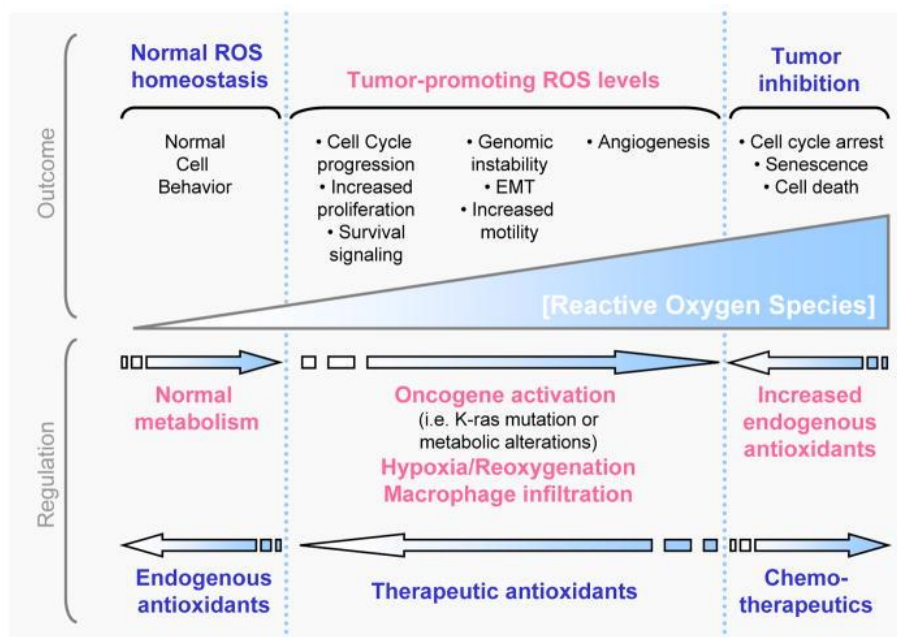 Outcome
Normal ROS
homeostasis
Normal
Cell
Behavior
Tumor-promoting ROS levels
• Cell Cycle
progression
• Increased
proliferation
• Survival
signaling
• Genomic
instability
• EMT
• Increased
motility
• Angiogenesis
Tumor
inhibition
• Cell cycle arrest
• Senescence
• Cell death
[Reactive Oxygen Species]
Regulation
Normal
metabolism
Oncogene activation
(i.e. K-ras mutation or
metabolic alterations)
Hypoxia/Reoxygenation
Macrophage infiltration
Increased
endogenous
antioxidants
Endogenous
antioxidants
Therapeutic antioxidants
Chemo-
therapeutics